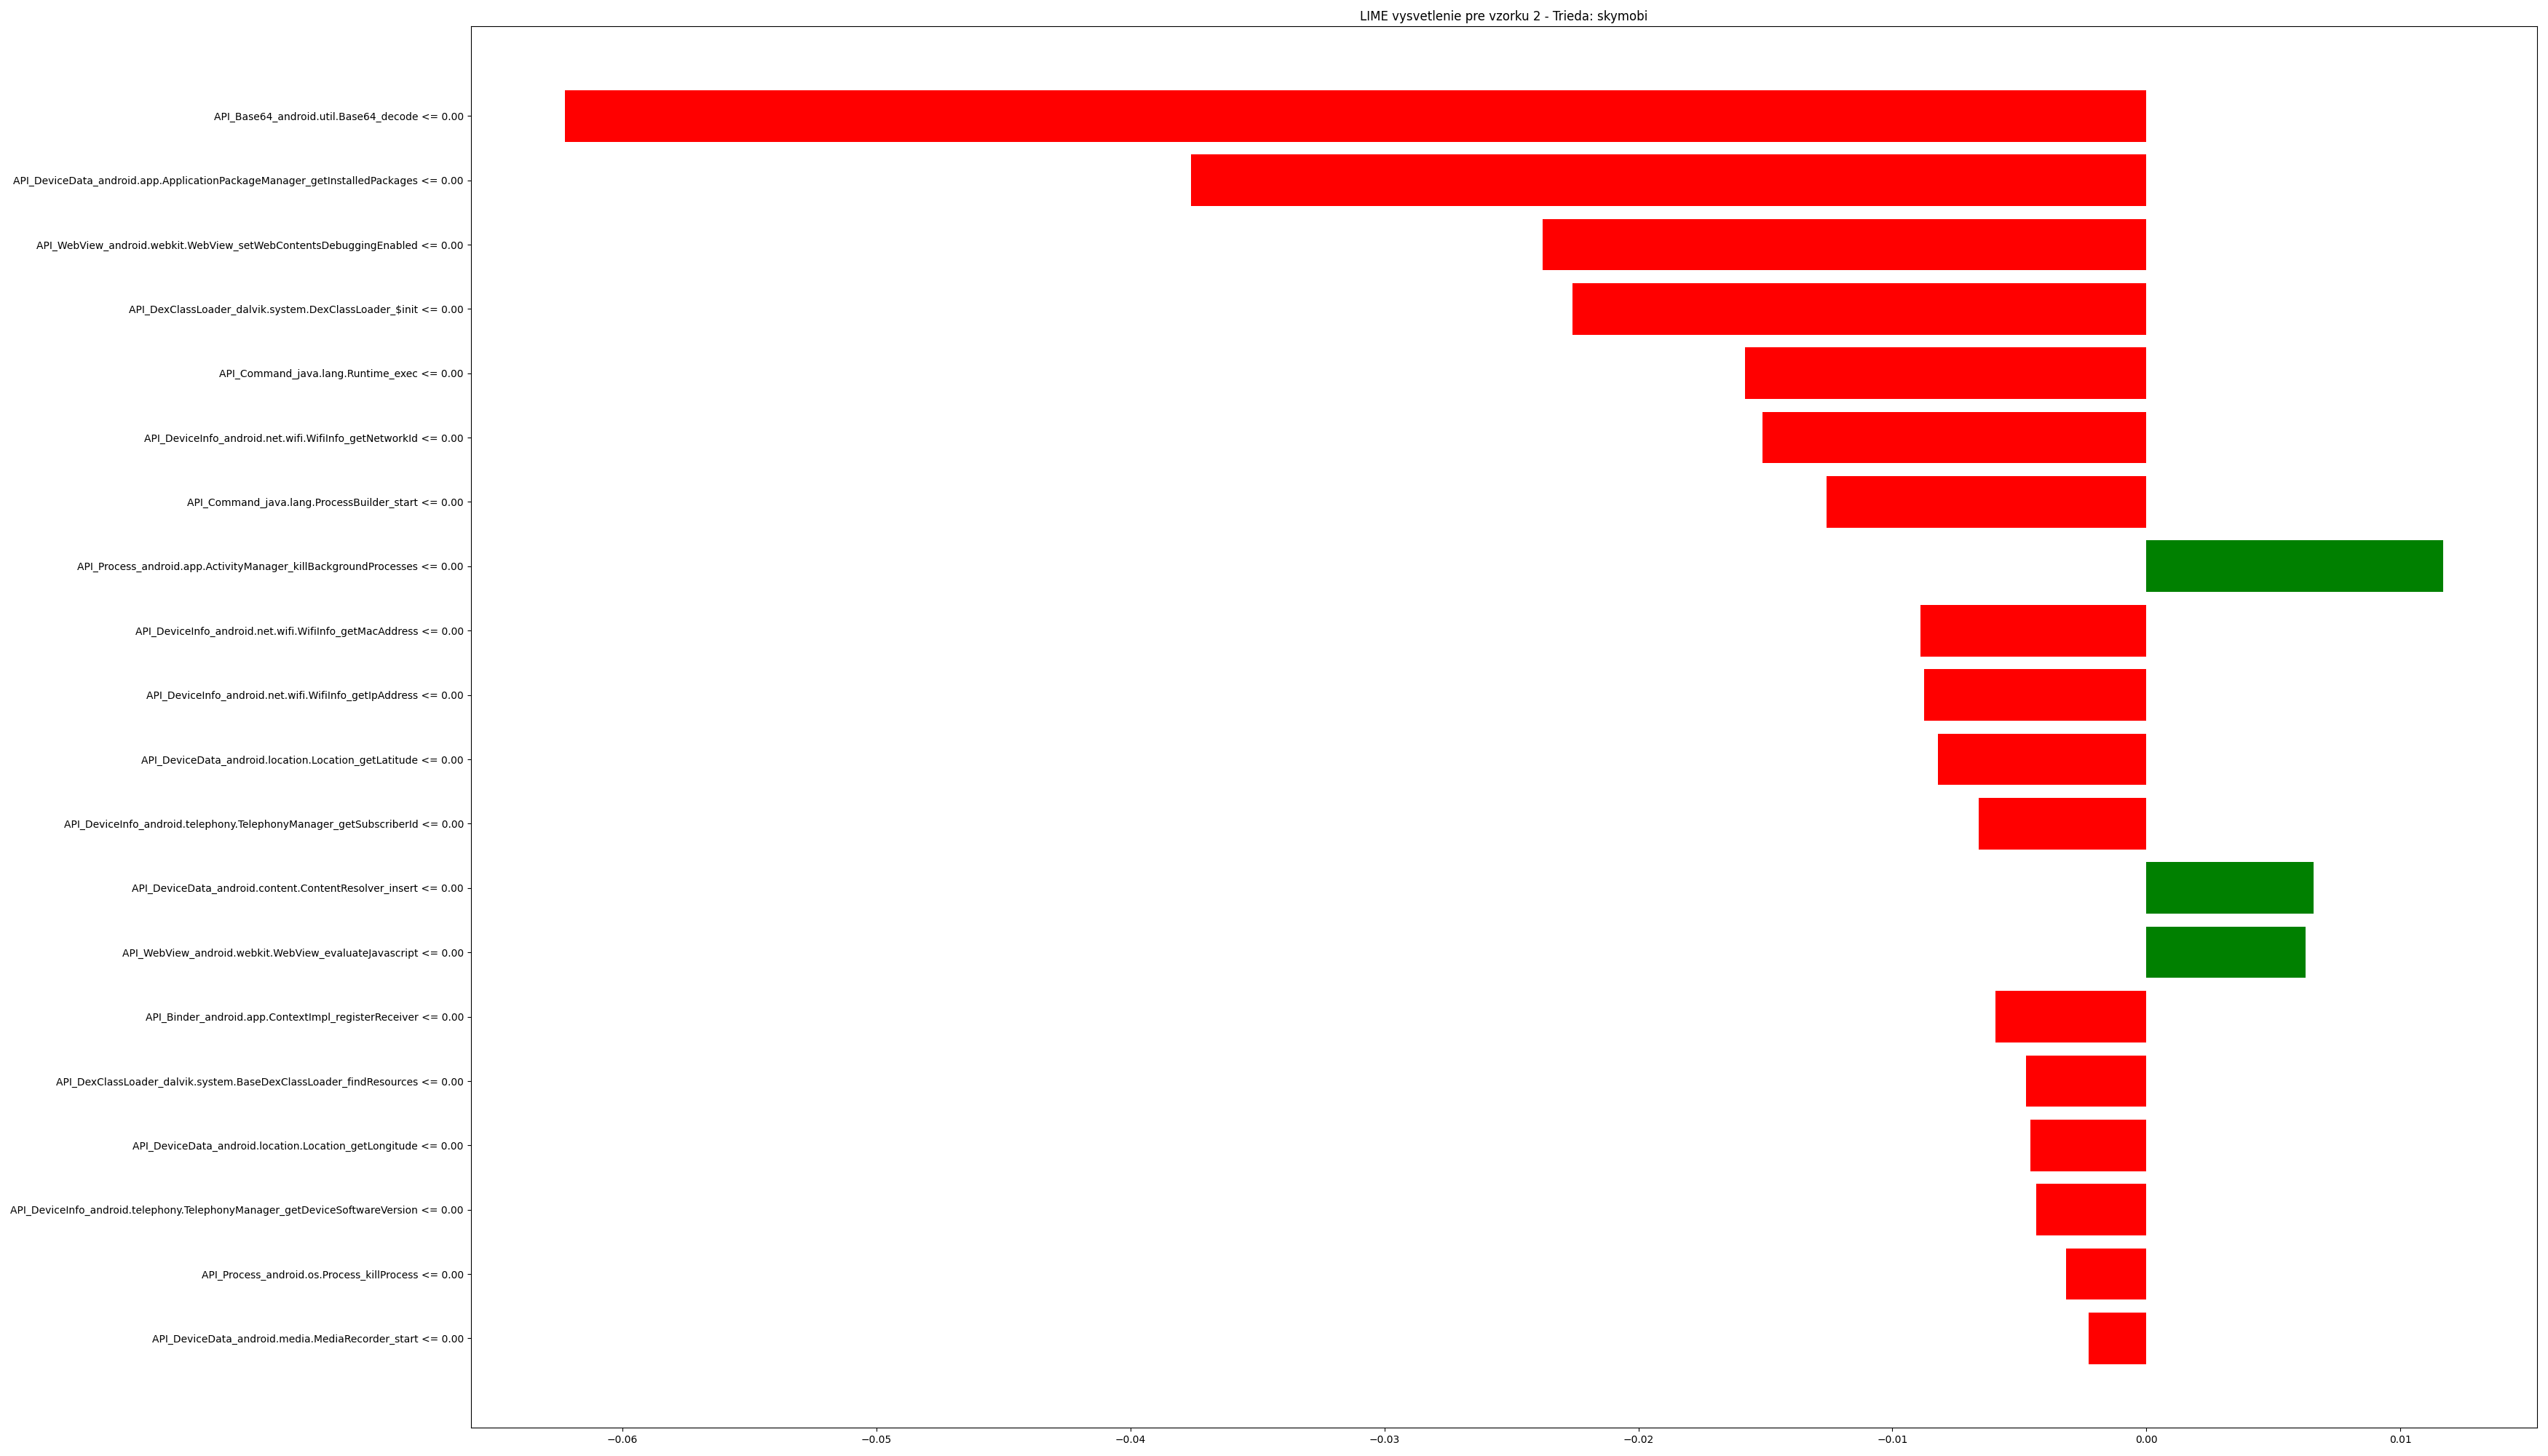 LIME vysvetlenie pre vzorku 2 - Trieda: skymobi
API_Base64_android.util.Base64_decode <= 0.00
API_DeviceData_android.app.ApplicationPackageManager_getInstalledPackages <= 0.00
API_WebView_android.webkit.WebView_setWebContentsDebuggingEnabled <= 0.00
API_DexClassLoader_dalvik.system.DexClassLoader_$init <= 0.00
API_Command_java.lang.Runtime_exec <= 0.00
API_DeviceInfo_android.net.wifi.WifiInfo_getNetworkId <= 0.00
API_Command_java.lang.ProcessBuilder_start <= 0.00
API_Process_android.app.ActivityManager_killBackgroundProcesses <= 0.00
API_DeviceInfo_android.net.wifi.WifiInfo_getMacAddress <= 0.00
API_DeviceInfo_android.net.wifi.WifiInfo_getIpAddress <= 0.00
API_DeviceData_android.location.Location_getLatitude <= 0.00
API_DeviceInfo_android.telephony.TelephonyManager_getSubscriberId <= 0.00
API_DeviceData_android.content.ContentResolver_insert <= 0.00
API_WebView_android.webkit.WebView_evaluateJavascript <= 0.00
API_Binder_android.app.ContextImpl_registerReceiver <= 0.00
API_DexClassLoader_dalvik.system.BaseDexClassLoader_findResources <= 0.00
API_DeviceData_android.location.Location_getLongitude <= 0.00
API_DeviceInfo_android.telephony.TelephonyManager_getDeviceSoftwareVersion <= 0.00
API_Process_android.os.Process_killProcess <= 0.00
API_DeviceData_android.media.MediaRecorder_start <= 0.00
−0.06 −0.05 −0.04 −0.03 −0.02 −0.01 0.00 0.01